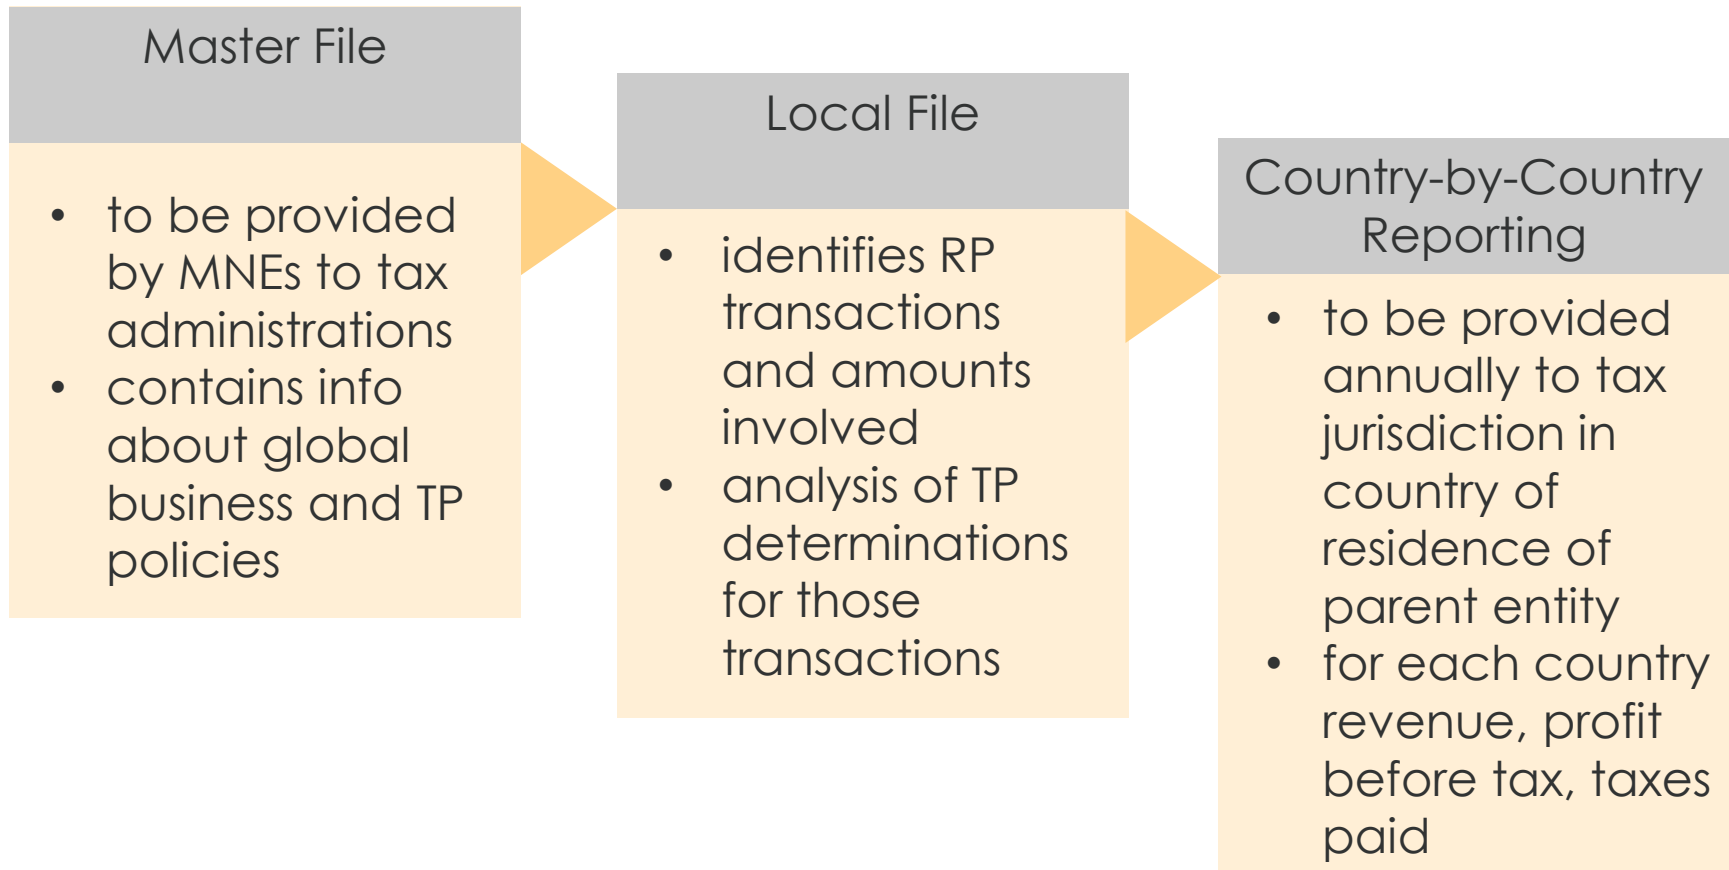 Master File
• to be provided
by MNEs to tax
administrations
• contains info
about global
business and TP
policies
Local File
• identifies RP
transactions
and amounts
involved
• analysis of TP
determinations
for those
transactions
Country-by-Country
Reporting
• to be provided
annually to tax
jurisdiction in
country of
residence of
parent entity
• for each country
revenue, profit
before tax, taxes
paid